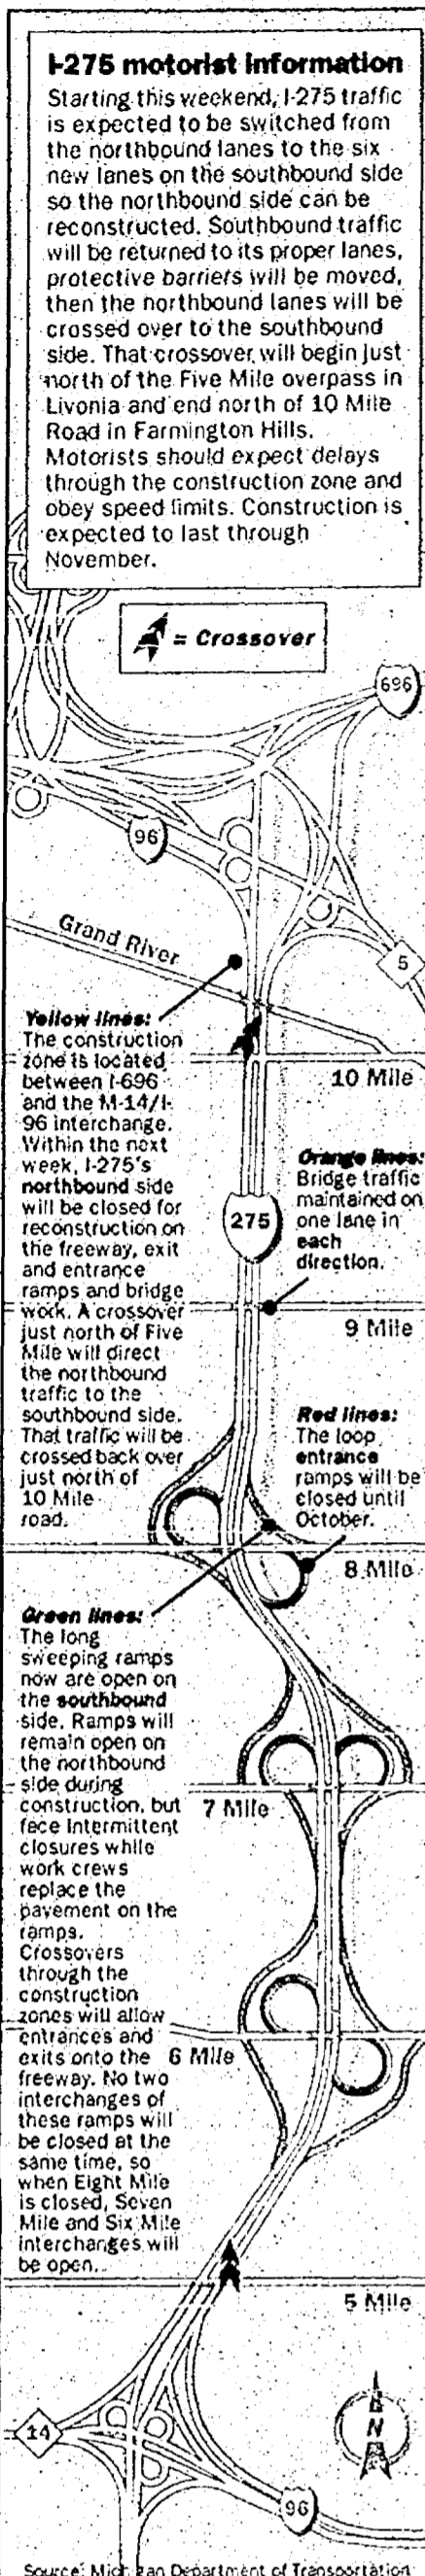 I-275 motorist information
Starting this weekend, I-275 traffic
is expected to be switched from
the northbound lanes to the six
new lanes on the southbound side
so the northbound side can be
reconstructed. Southbound traffic
will be returned to its proper lanes,
protective barriers will be moved,
then the northbound lanes will be
crossed over to the southbound
side. That crossover will begin just
north of the Five Mile overpass in
Livonia and end north of 10 Mile
Road in Farmington Hills.
Motorists should expect delays
through the construction zone and
obey speed limits. Construction is
expected to last through
November.
= Crossover
696
96
Grand River
5
Yellow lines:
The construction
zone is located
between I-696
and the M-14/I-
96 interchange.
Within the next
week, I-275's
northbound side
will be closed for
reconstruction on
the freeway, exit
and entrance
ramps and bridge
work. A crossover
just north of Five
Mile will direct
the northbound
traffic to the
southbound side.
That traffic will be
crossed back over
just north of
10 Mile
road.
10 Mile
Orange lines:
Bridge traffic
maintained on
one lane in
each
direction.
275
9 Mile
Red lines:
The loop
entrance
ramps will be
closed until
October.
8 Mile
Green lines:
The long
sweeping ramps
now are open on
the southbound
side. Ramps will
remain open on
the northbound
side during
construction, but
face intermittent
closures while
work crews
replace the
pavement on the
ramps.
Crossovers
through the
construction
zones will allow
entrances and
exits onto the
freeway. No two
interchanges of
these ramps will
be closed at the
same time, so
when Eight Mile
is closed, Seven
Mile and Six Mile
interchanges will
be open.
7 Mile
6 Mile
5 Mile
14
N
96
Source: Michigan Department of Transportation